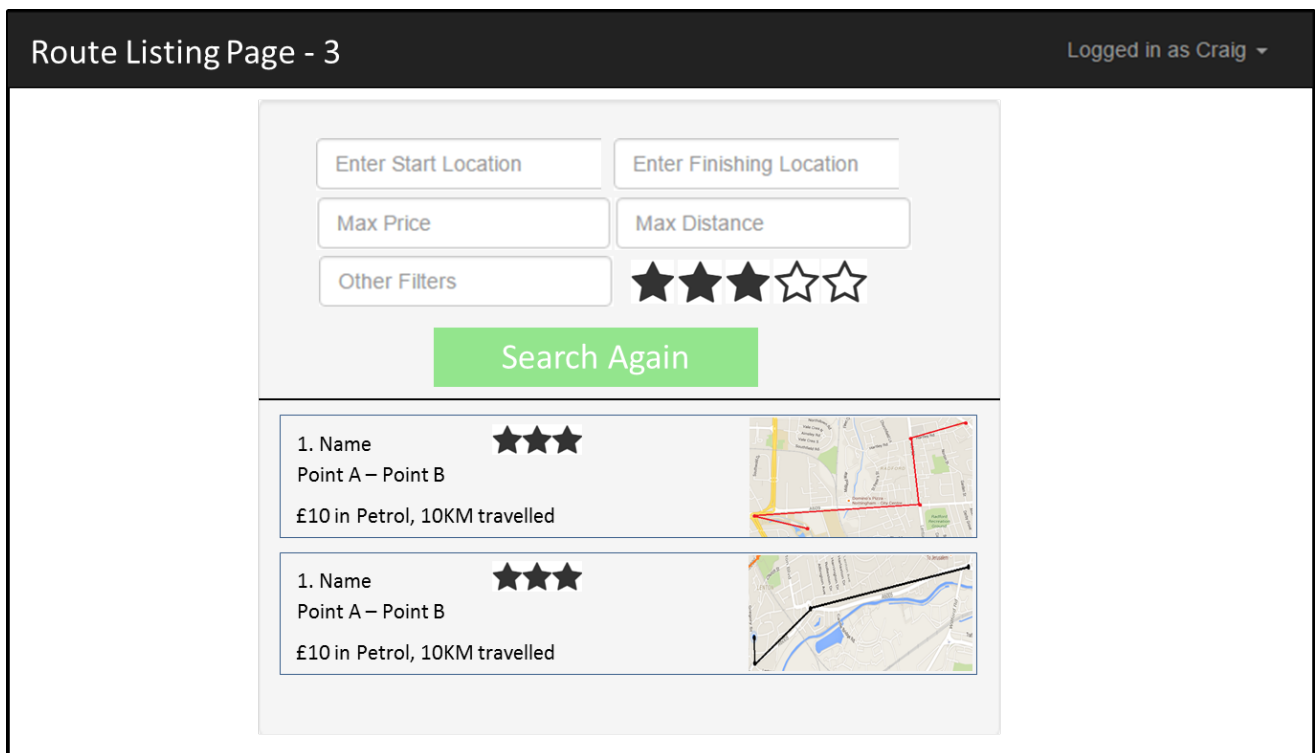 Route Listing Page - 3
Logged in as Craig
Enter Start Location
Enter Finishing Location
Max Price
Max Distance
Other Filters
Search Again
1. Name
Point A – Point B
£10 in Petrol, 10KM travelled
1. Name
Point A – Point B
£10 in Petrol, 10KM travelled